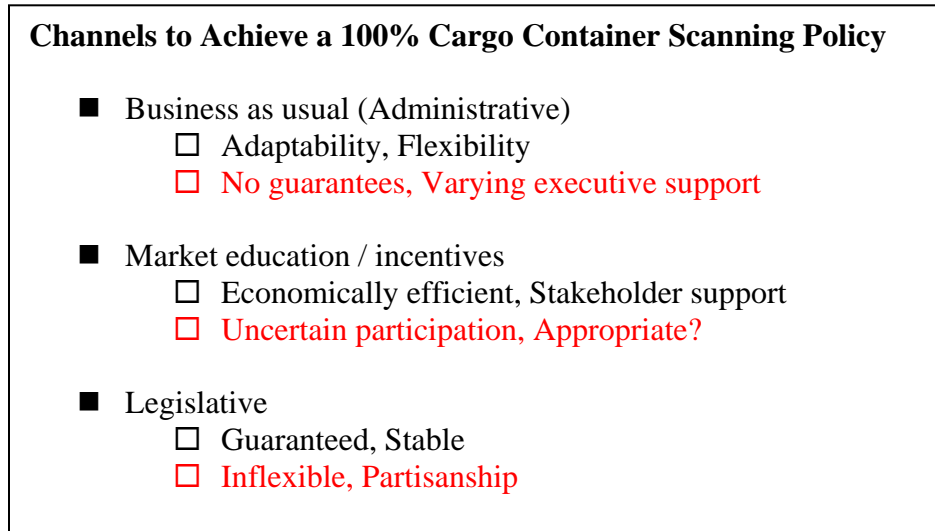 Channels to Achieve a 100% Cargo Container Scanning Policy
■ Business as usual (Administrative)
□ Adaptability, Flexibility
□ No guarantees, Varying executive support
■ Market education / incentives
□ Economically efficient, Stakeholder support
□ Uncertain participation, Appropriate?
■ Legislative
□ Guaranteed, Stable
□ Inflexible, Partisanship